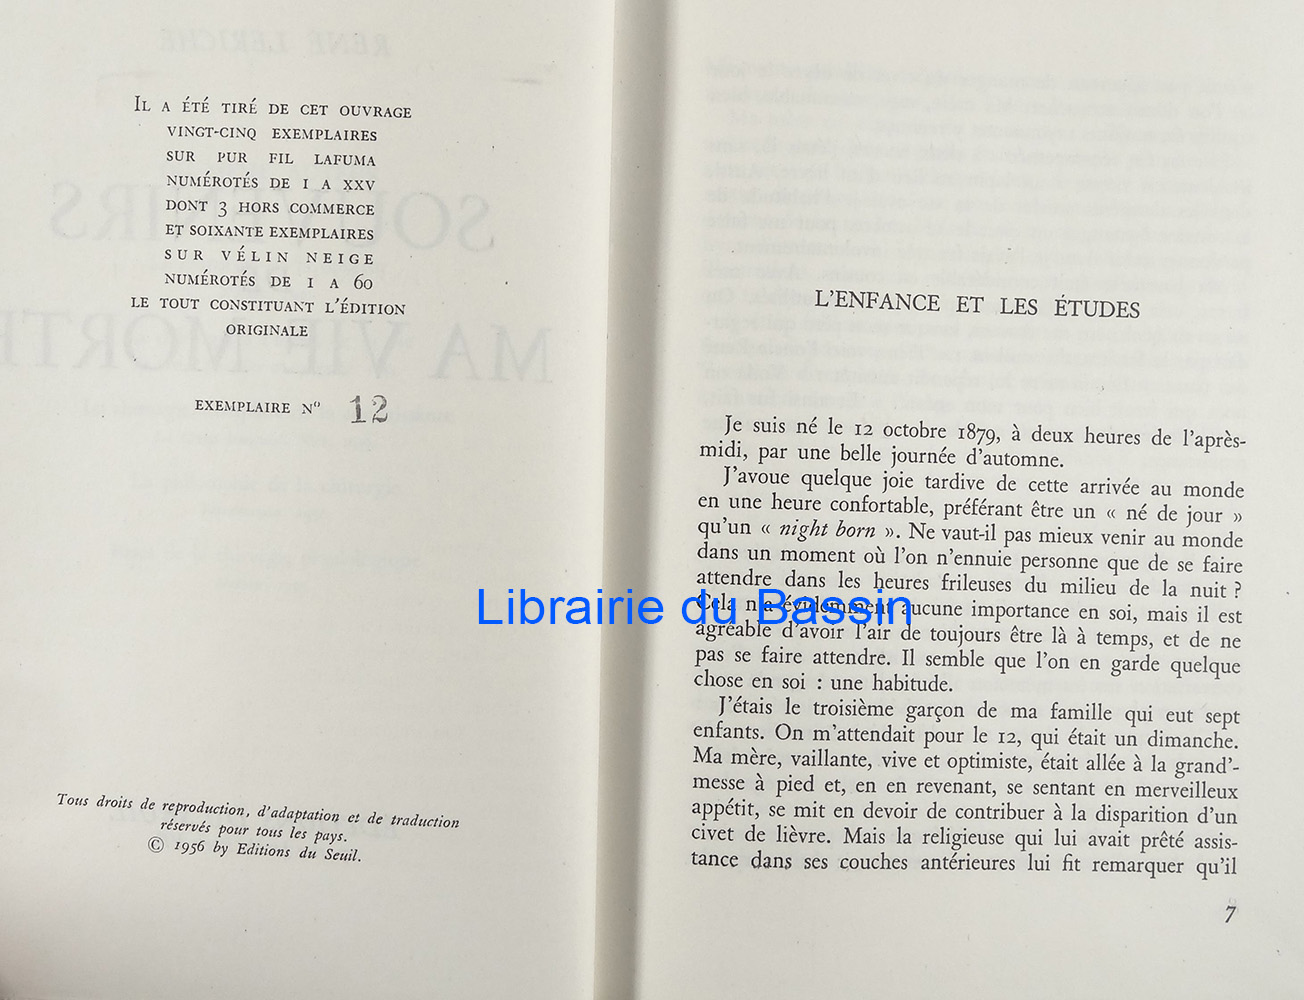 IL A ÉTÉ TIRÉ DE CET OUVRAGE
VINGT-CINQ EXEMPLAIRES
SUR PUR FIL LAFUMA
NUMÉROTÉS DE I A XXV
DONT 3 HORS COMMERCE
ET SOIXANTE EXEMPLAIRES
SUR VÉLIN NEIGE
NUMÉROTÉS DE 1 A 60
LE TOUT CONSTITUANT L'ÉDITION
ORIGINALE
EXEMPLAIRE N° 12
Tous droits de reproduction, d'adaptation et de traduction
réservés pour tous les pays.
© 1956 by Editions du Seuil.
L'ENFANCE ET LES ÉTUDES
Je suis né le 12 octobre 1879, à deux heures de l'après-
midi, par une belle journée d'automne.
J'avoue quelque joie tardive de cette arrivée au monde
en une heure confortable, préférant être un « né de jour »
qu'un « night born ». Ne vaut-il pas mieux venir au monde
dans un moment où l'on n'ennuie personne que de se faire
attendre dans les heures frileuses du milieu de la nuit ?
Cela n'a évidemment aucune importance en soi, mais il est
agréable d'avoir l'air de toujours être là à temps, et de ne
pas se faire attendre. Il semble que l'on en garde quelque
chose en soi : une habitude.
J'étais le troisième garçon de ma famille qui eut sept
enfants. On m'attendait pour le 12, qui était un dimanche.
Ma mère, vaillante, vive et optimiste, était allée à la grand'-
messe à pied et, en en revenant, se sentant en merveilleux
appétit, se mit en devoir de contribuer à la disparition d'un
civet de lièvre. Mais la religieuse qui lui avait prêté assis-
tance dans ses couches antérieures lui fit remarquer qu'il
7
Librairie du Bassin
RENÉ LERICHE
SOUVENIRS
MA VIE MORTE